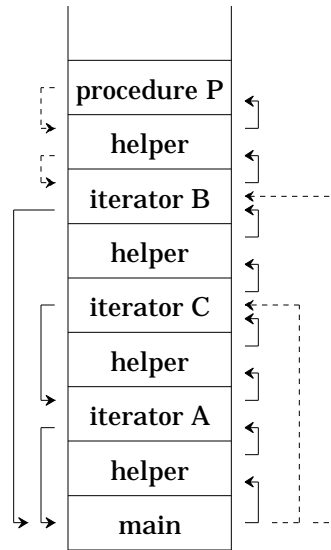 procedure P
helper
iterator B
helper
iterator C
helper
iterator A
helper
main